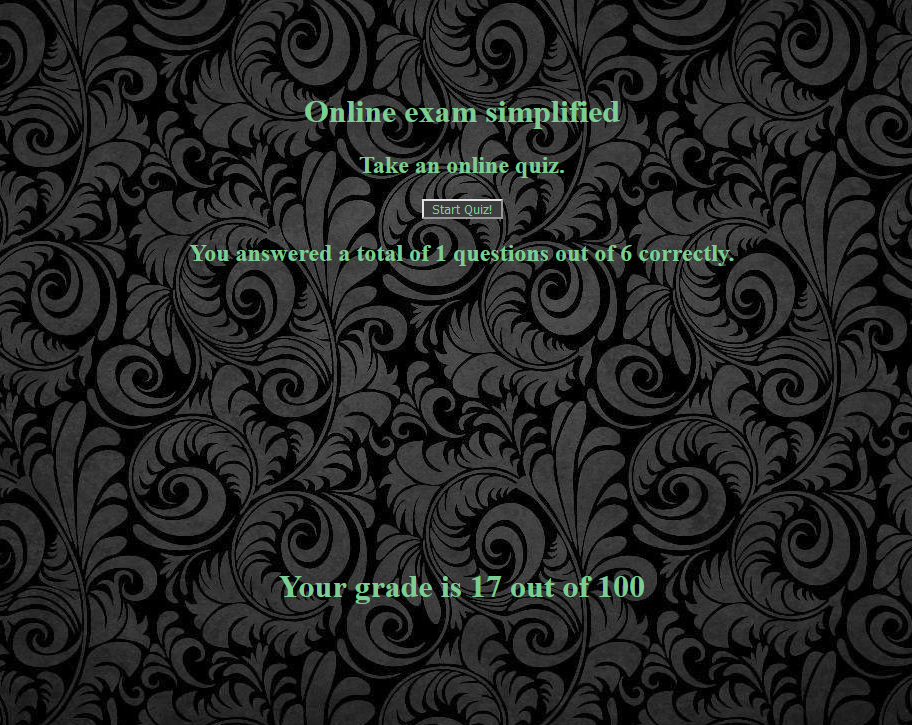 Online exam simplified
Take an online quiz.
Start Quiz!
You answered a total of 1 questions out of 6 correctly.
Your grade is 17 out of 100